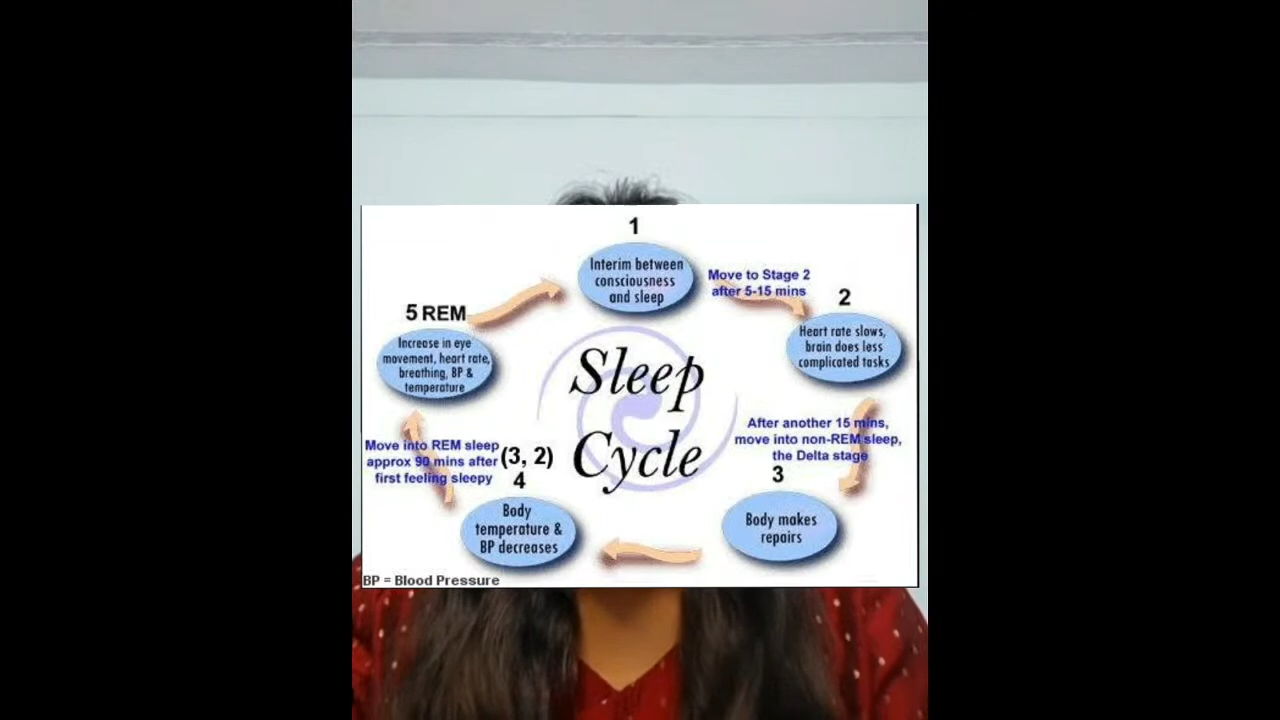 1
Interim between
consciousness
and sleep
Move to Stage 2
after 5-15 mins
2
Heart rate slows,
brain does less
complicated tasks
After another 15 mins,
move into non-REM sleep,
the Delta stage
3
Body makes
repairs
(3, 2)
4
Body
temperature &
BP decreases
Move into REM sleep
approx 90 mins after
first feeling sleepy
5 REM
Increase in eye
movement, heart rate,
breathing, BP &
temperature
Sleep
Cycle
BP = Blood Pressure